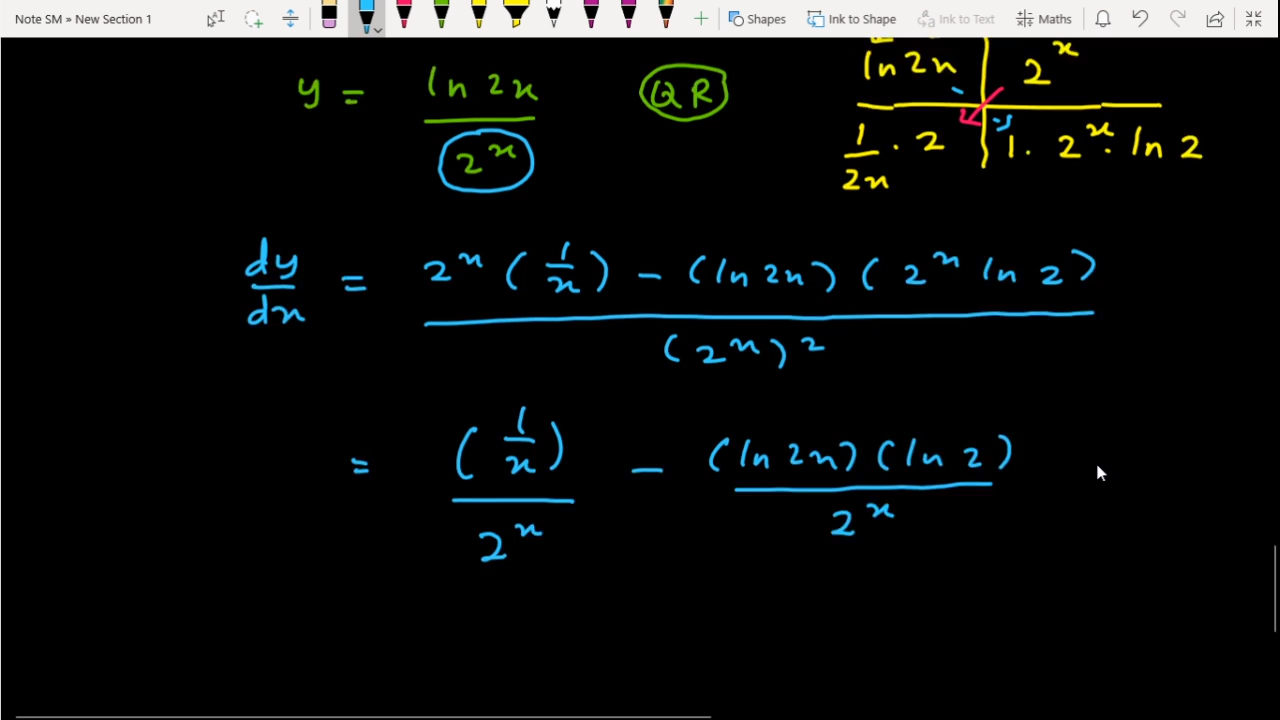 Note SM » New Section 1
Shapes Ink to Shape Ink to Text Maths
y = ln 2x / 2^x
QR
ln 2x | 2^x
1/2x · 2 | 1 · 2^x · ln 2
dy/dx = 2^x (1/x) − (ln 2x) (2^x ln 2) / (2^x)^2
= (1/x) / 2^x − (ln 2x) (ln 2) / 2^x